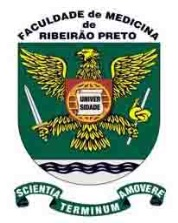 FACULDADE de MEDICINA
de
RIBEIRÃO PRETO
UNIVER
SIDADE
SCIENTIA TERMINUM AMOVERE